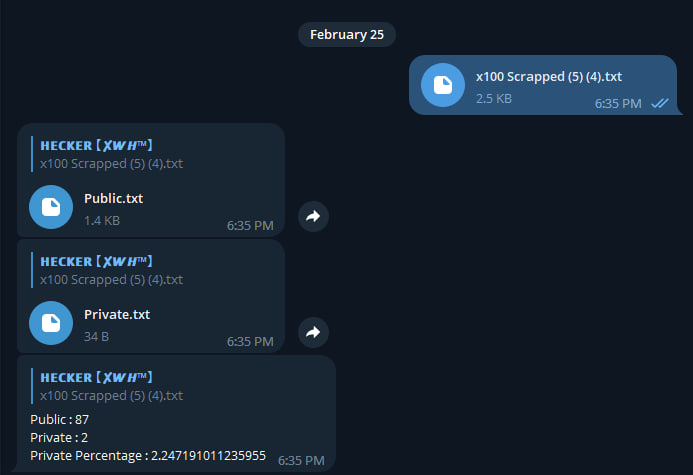 February 25
x100 Scrapped (5) (4).txt
2.5 KB
6:35 PM
HECKER【𝑿𝑾𝑯™】
x100 Scrapped (5) (4).txt
Public.txt
1.4 KB
6:35 PM
HECKER【𝑿𝑾𝑯™】
x100 Scrapped (5) (4).txt
Private.txt
34 B
6:35 PM
HECKER【𝑿𝑾𝑯™】
x100 Scrapped (5) (4).txt
Public : 87
Private : 2
Private Percentage : 2.247191011235955
6:35 PM